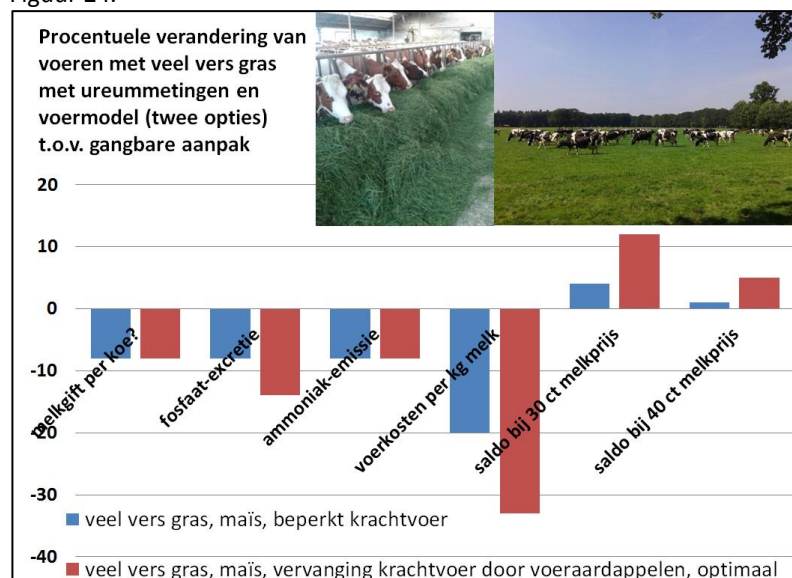 Procentuele verandering van
voeren met veel vers gras
met ureummetingen en
voermodel (twee opties)
t.o.v. gangbare aanpak
20
10
0
-10
-20
-30
-40
melkgift per koe?
fosfaat-excretie
ammoniak-emissie
voerkosten per kg melk
saldo bij 30 ct melkprijs
saldo bij 40 ct melkprijs
veel vers gras, maïs, beperkt krachtvoer
veel vers gras, maïs, vervanging krachtvoer door voeraardappelen, optimaal